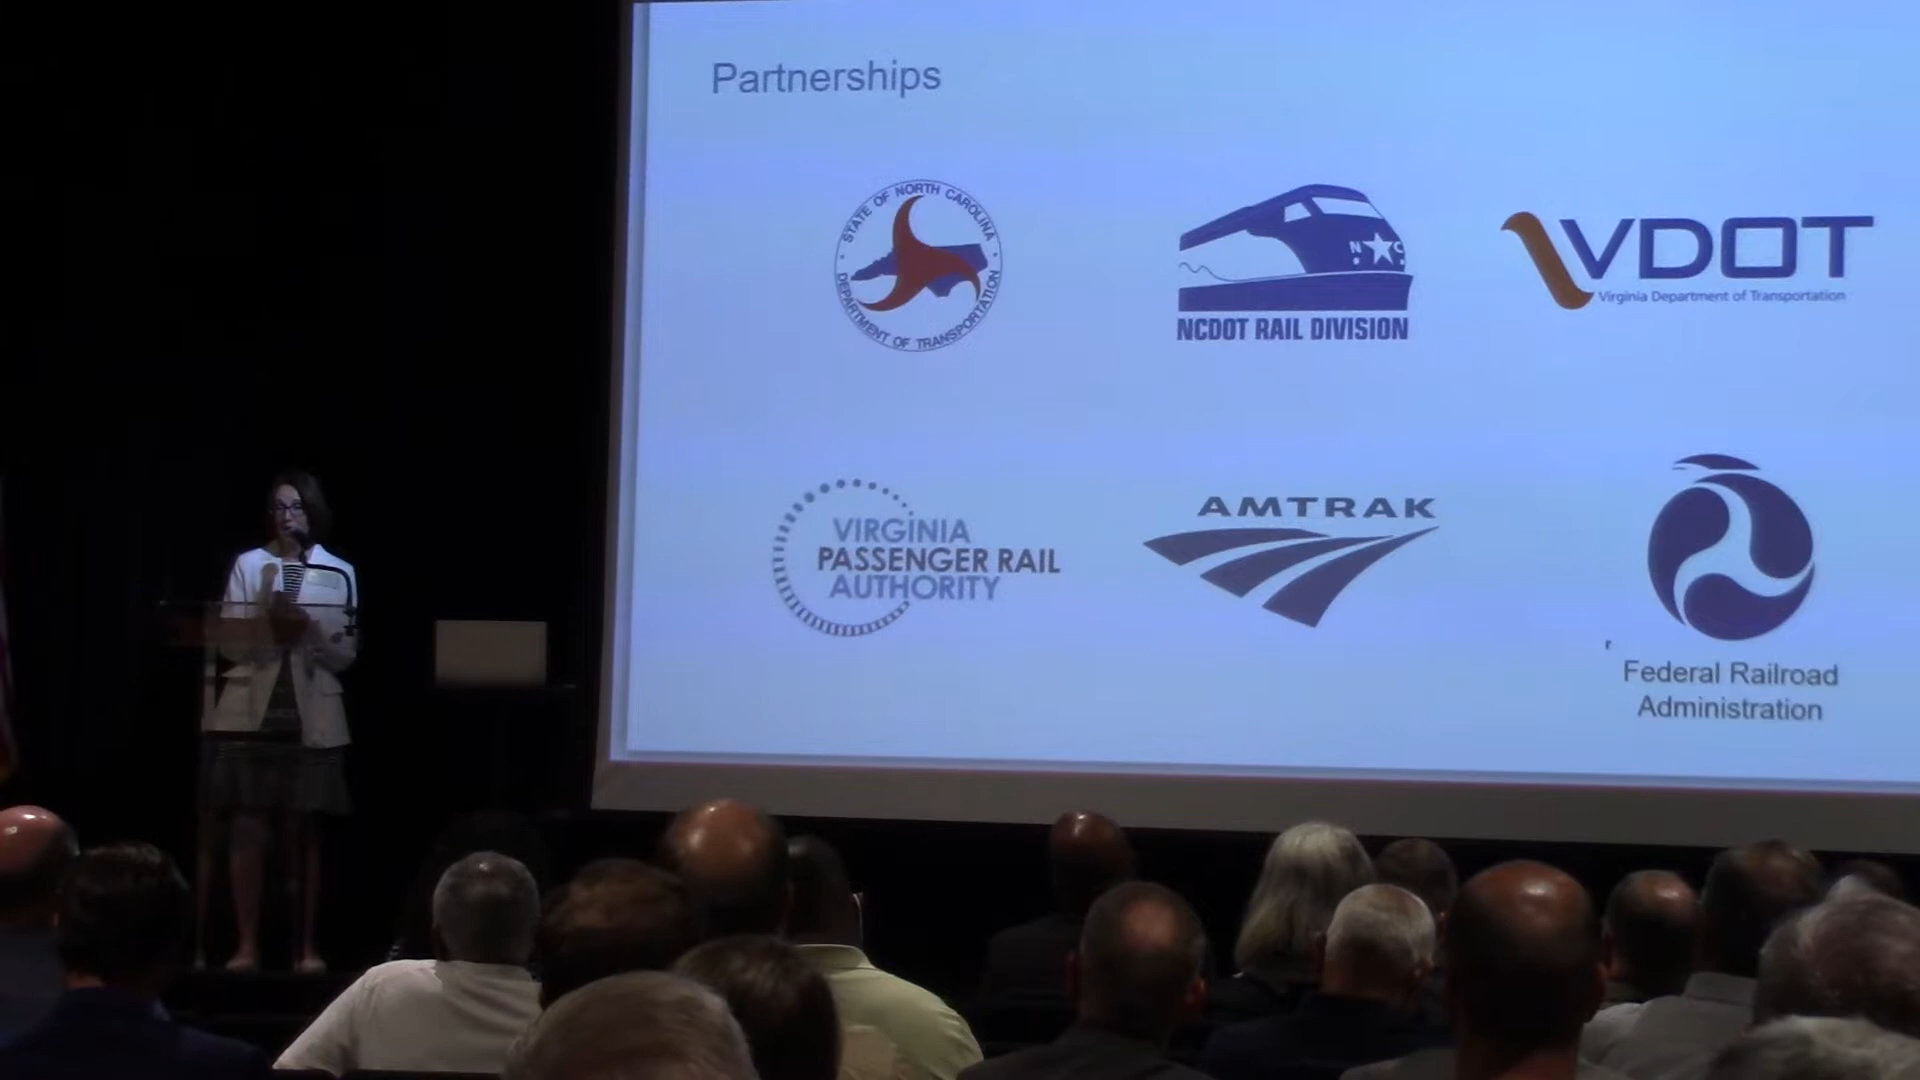 Partnerships
STATE OF NORTH CAROLINA
DEPARTMENT OF TRANSPORTATION
N C
NCDOT RAIL DIVISION
VDOT
Virginia Department of Transportation
VIRGINIA
PASSENGER RAIL
AUTHORITY
AMTRAK
Federal Railroad
Administration